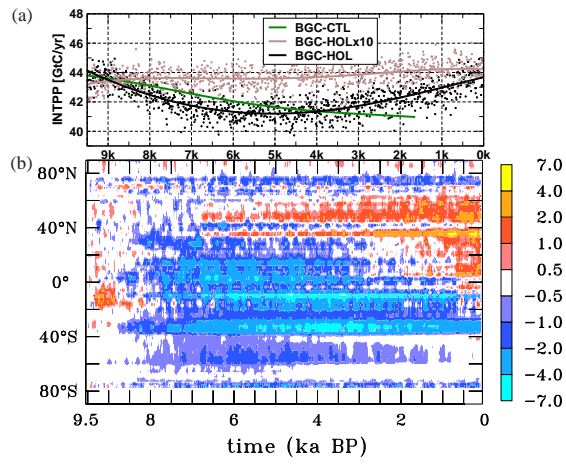 (a)
48
46
44
42
40
INTPP [GtC/yr]
BGC-CTL
BGC-HOLx10
BGC-HOL
9k 8k 7k 6k 5k 4k 3k 2k 1k 0k
(b)
80°N
40°N
0°
40°S
80°S
7.0
4.0
2.0
1.0
0.5
-0.5
-1.0
-2.0
-4.0
-7.0
9.5 8 6 4 2 0
time (ka BP)